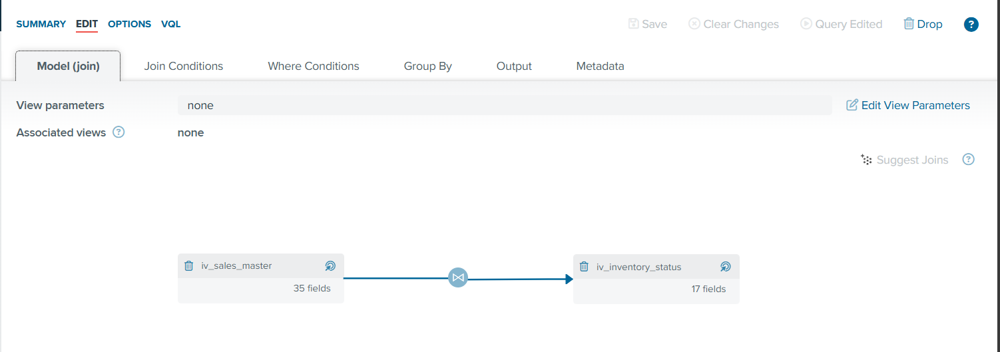 SUMMARY EDIT OPTIONS VQL Save Clear Changes Query Edited Drop ?
Model (join) Join Conditions Where Conditions Group By Output Metadata
View parameters none Edit View Parameters
Associated views ? none
Suggest Joins ?
iv_sales_master iv_inventory_status
35 fields 17 fields